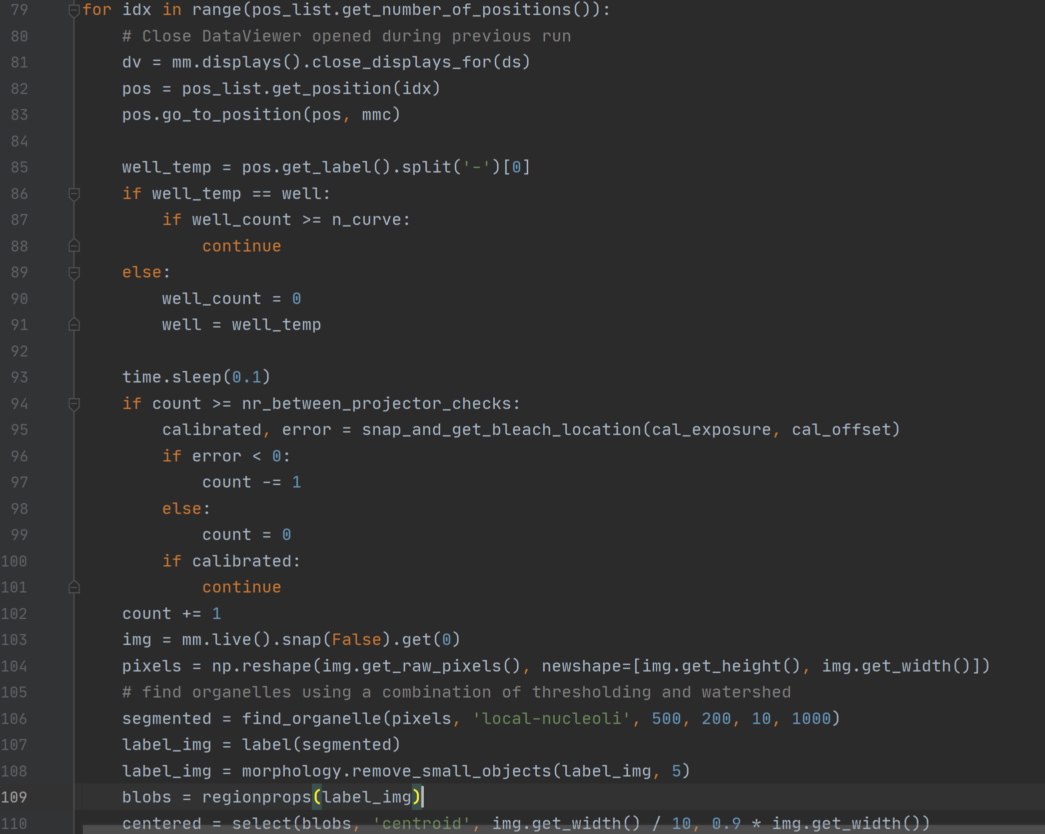 79 for idx in range(pos_list.get_number_of_positions()):
80 # Close DataViewer opened during previous run
81 dv = mm.displays().close_displays_for(ds)
82 pos = pos_list.get_position(idx)
83 pos.go_to_position(pos, mmc)
84
85 well_temp = pos.get_label().split('-')[0]
86 if well_temp == well:
87 if well_count >= n_curve:
88 continue
89 else:
90 well_count = 0
91 well = well_temp
92
93 time.sleep(0.1)
94 if count >= nr_between_projector_checks:
95 calibrated, error = snap_and_get_bleach_location(cal_exposure, cal_offset)
96 if error < 0:
97 count -= 1
98 else:
99 count = 0
100 if calibrated:
101 continue
102 count += 1
103 img = mm.live().snap(False).get(0)
104 pixels = np.reshape(img.get_raw_pixels(), newshape=[img.get_height(), img.get_width()])
105 # find organelles using a combination of thresholding and watershed
106 segmented = find_organelle(pixels, 'local-nucleoli', 500, 200, 10, 1000)
107 label_img = label(segmented)
108 label_img = morphology.remove_small_objects(label_img, 5)
109 blobs = regionprops(label_img)
110 centered = select(blobs, 'centroid', img.get_width() / 10, 0.9 * img.get_width())